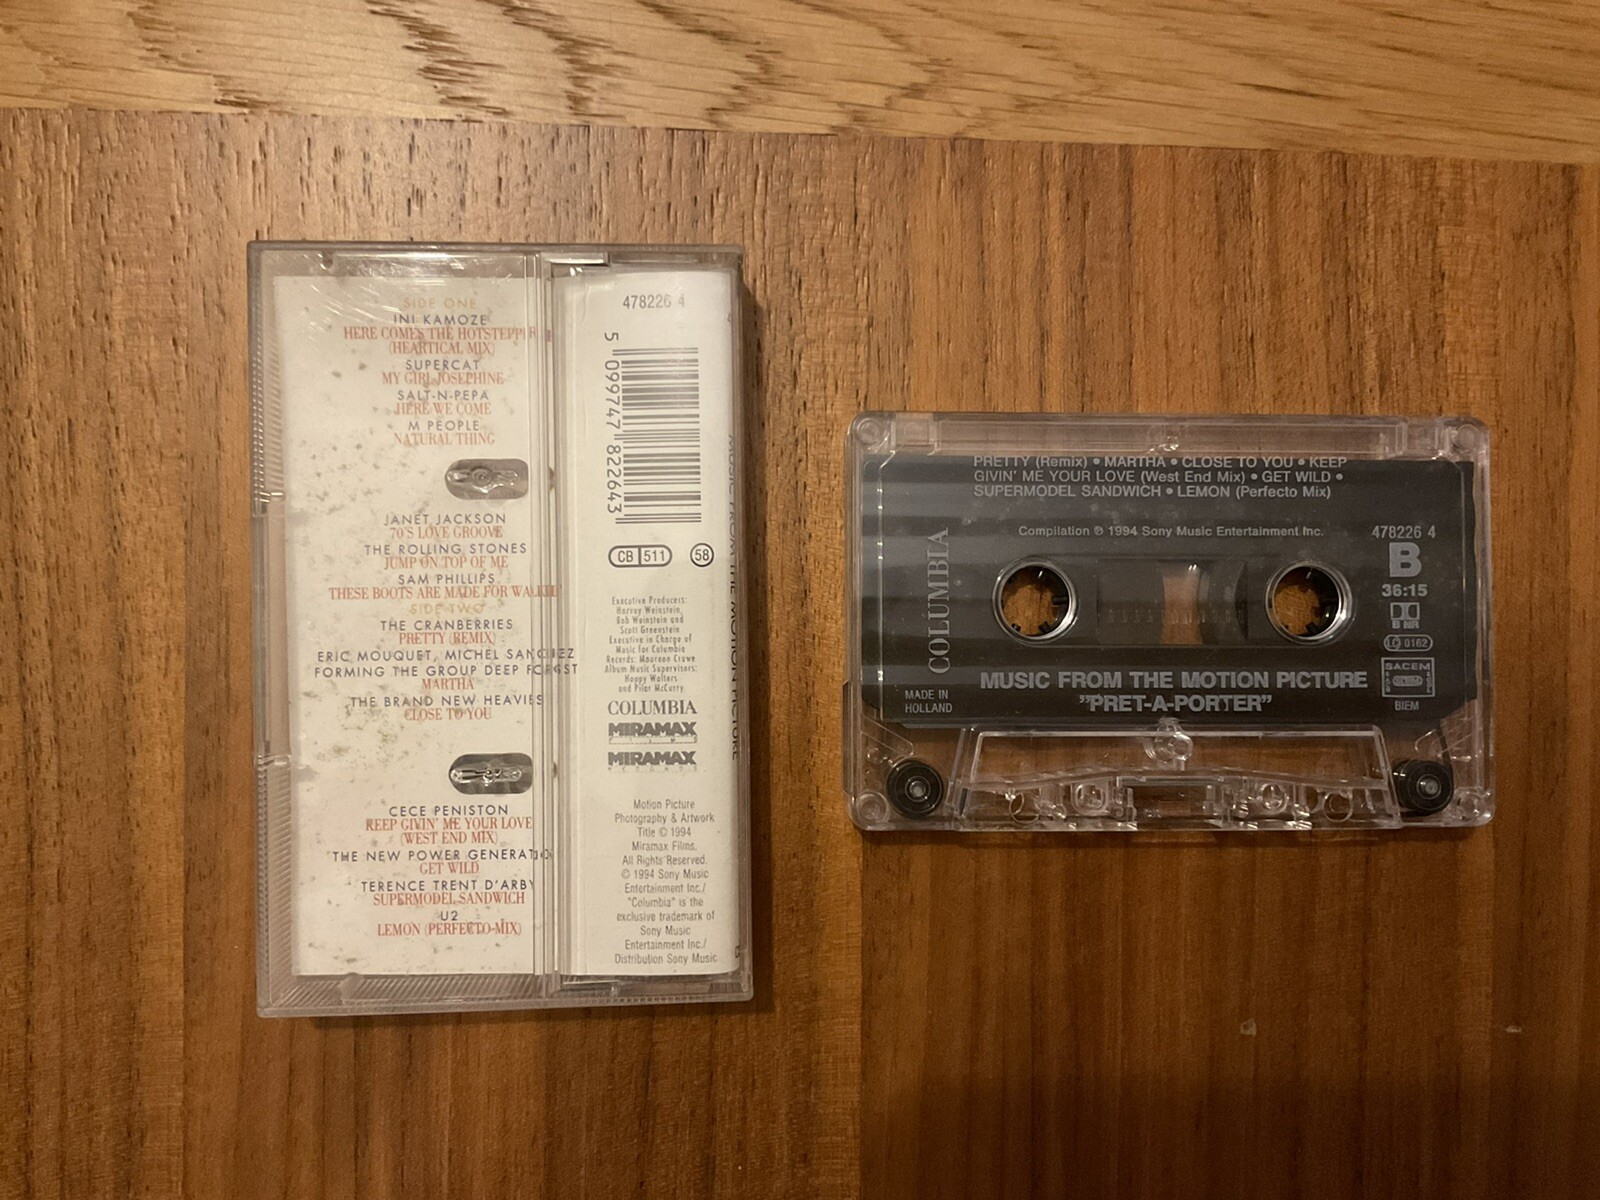 SIDE ONE
INI KAMOZE
HERE COMES THE HOTSTEPPER
(HEARTICAL MIX)
SUPERCAT
MY GIRL JOSEPHINE
SALT-N-PEPA
HERE WE COME
M PEOPLE
NATURAL THING
JANET JACKSON
70'S LOVE GROOVE
THE ROLLING STONES
JUMP ON TOP OF ME
SAM PHILLIPS
THESE BOOTS ARE MADE FOR WALKIN'
SIDE TWO
THE CRANBERRIES
PRETTY (REMIX)
ERIC MOUQUET, MICHEL SANCHEZ
FORMING THE GROUP DEEP FOREST
MARTHA
THE BRAND NEW HEAVIES
CLOSE TO YOU
CECE PENISTON
KEEP GIVIN' ME YOUR LOVE
(WEST END MIX)
THE NEW POWER GENERATIO
GET WILD
TERENCE TRENT D'ARBY
SUPERMODEL SANDWICH
U2
LEMON (PERFECTO-MIX)
478226 4
5 099747 822643
CB 511
58
Executive Producers:
Harvey Weinstein,
Bob Weinstein and
Scott Greenstein
Executive in Charge of
Music for Columbia
Records: Maureen Crowe
Album Music Supervisors:
Happy Walters
and Pilar McCurry
COLUMBIA
MIRAMAX
FILMS
MIRAMAX
RECORDS
Motion Picture
Photography & Artwork
Title © 1994
Miramax Films.
All Rights Reserved.
© 1994 Sony Music
Entertainment Inc./
"Columbia" is the
exclusive trademark of
Sony Music
Entertainment Inc./
Distribution Sony Music
MUSIC FROM THE MOTION PICTURE
PRETTY (Remix) • MARTHA • CLOSE TO YOU • KEEP
GIVIN' ME YOUR LOVE (West End Mix) • GET WILD •
SUPERMODEL SANDWICH • LEMON (Perfecto Mix)
Compilation ℗ 1994 Sony Music Entertainment Inc.
478226 4
COLUMBIA
B
36:15
B NR
LC 0162
SACEM
BIEM
MADE IN
HOLLAND
MUSIC FROM THE MOTION PICTURE
"PRET-A-PORTER"